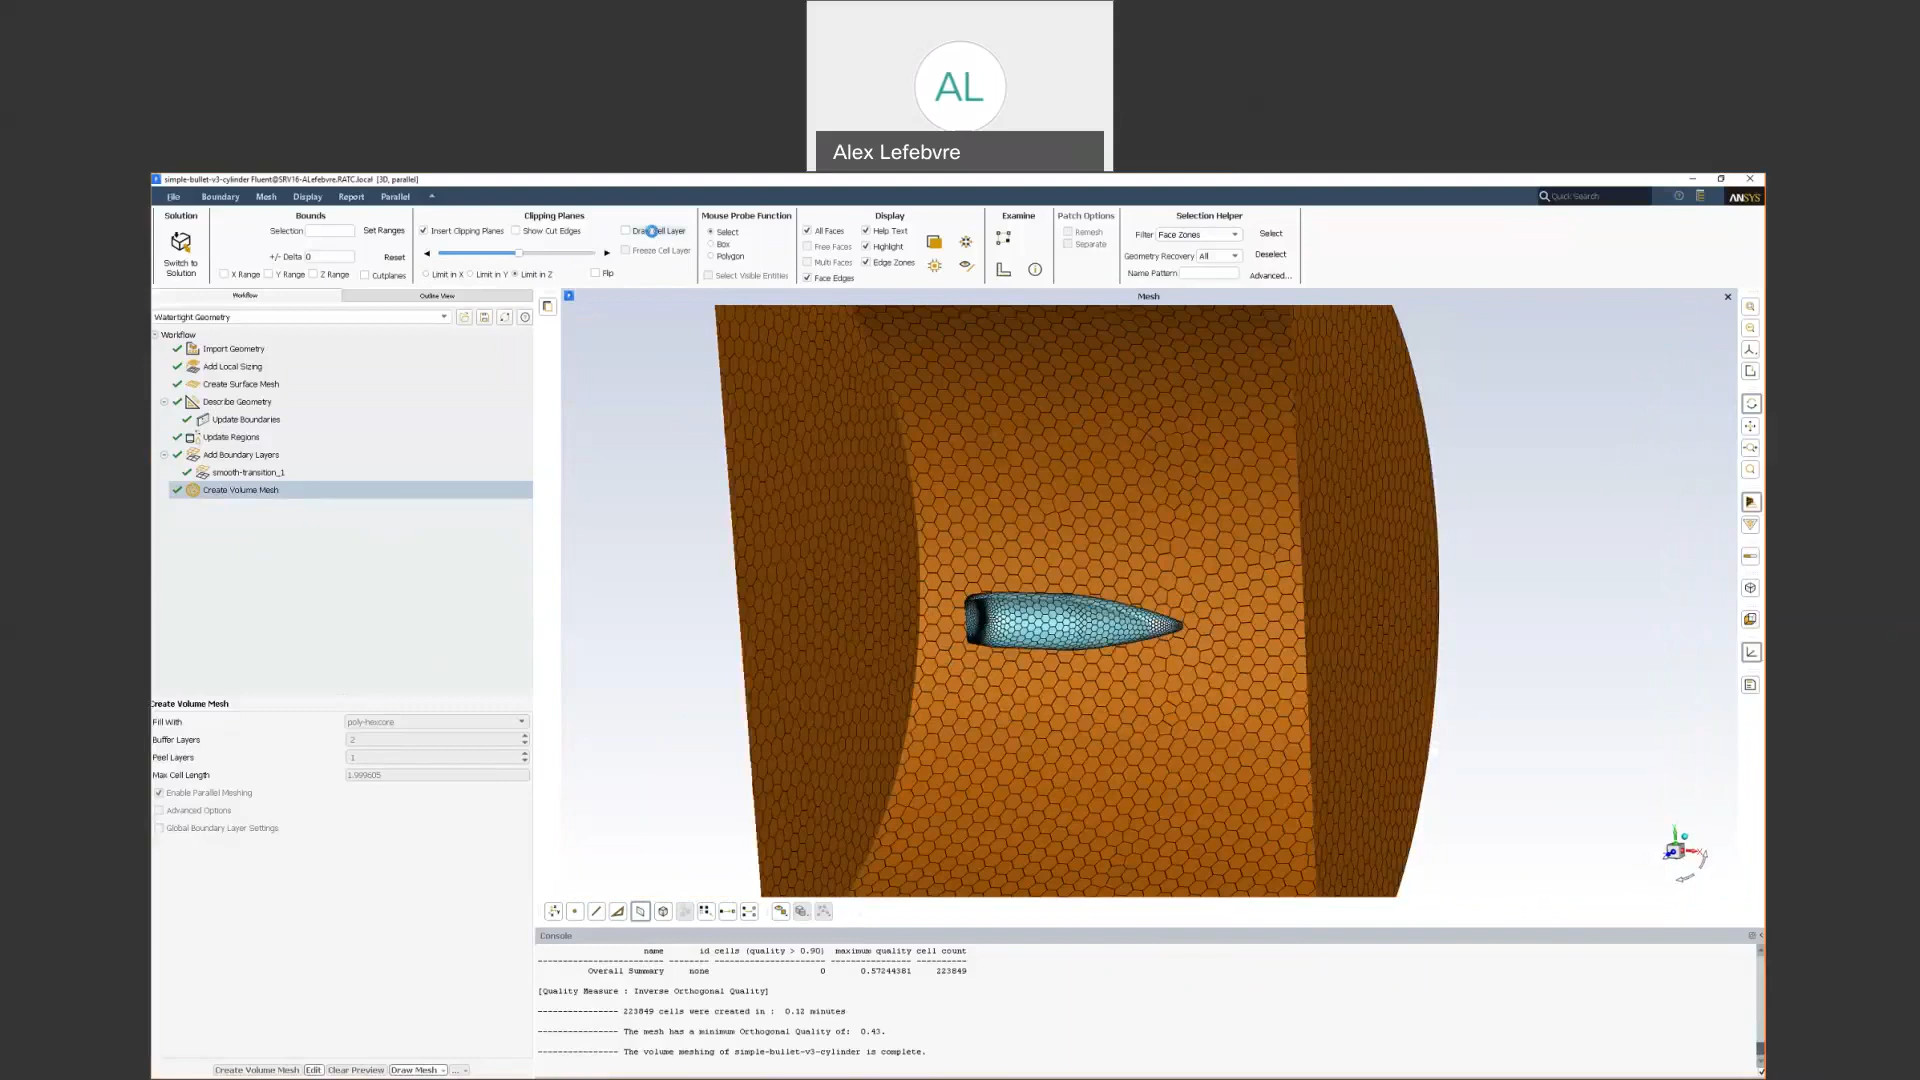 AL
Alex Lefebvre
simple-bullet-v3-cylinder Fluent@SRV16-ALefebvre.RATC.local [3D, parallel]
File Boundary Mesh Display Report Parallel
Quick Search
ANSYS
Solution
Switch to
Solution
Bounds
Selection Set Ranges
+/- Delta 0 Reset
X Range Y Range Z Range Cutplanes
Clipping Planes
Insert Clipping Planes Show Cut Edges Draw Cell Layer
Freeze Cell Layer
Limit in X Limit in Y Limit in Z Flip
Mouse Probe Function
Select
Box
Polygon
Select Visible Entities
Display
All Faces Help Text
Free Faces Highlight
Multi Faces Edge Zones
Face Edges
Examine
Patch Options
Remesh
Separate
Selection Helper
Filter Face Zones Select
Geometry Recovery All Deselect
Name Pattern Advanced...
Workflow Outline View
Watertight Geometry
Workflow
Import Geometry
Add Local Sizing
Create Surface Mesh
Describe Geometry
Update Boundaries
Update Regions
Add Boundary Layers
smooth-transition_1
Create Volume Mesh
Create Volume Mesh
Fill With poly-hexcore
Buffer Layers 2
Peel Layers 1
Max Cell Length 1.999605
Enable Parallel Meshing
Advanced Options
Global Boundary Layer Settings
Create Volume Mesh Edit Clear Preview Draw Mesh ...
Mesh
Console
name id cells (quality > 0.90) maximum quality cell count
Overall Summary none 0 0.57244381 223849
[Quality Measure : Inverse Orthogonal Quality]
---------------- 223849 cells were created in : 0.12 minutes
---------------- The mesh has a minimum Orthogonal Quality of: 0.43.
---------------- The volume meshing of simple-bullet-v3-cylinder is complete.